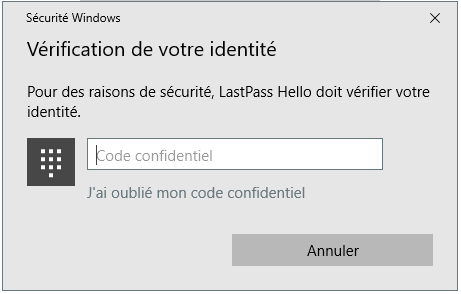 Sécurité Windows
Vérification de votre identité
Pour des raisons de sécurité, LastPass Hello doit vérifier votre
identité.
Code confidentiel
J'ai oublié mon code confidentiel
Annuler